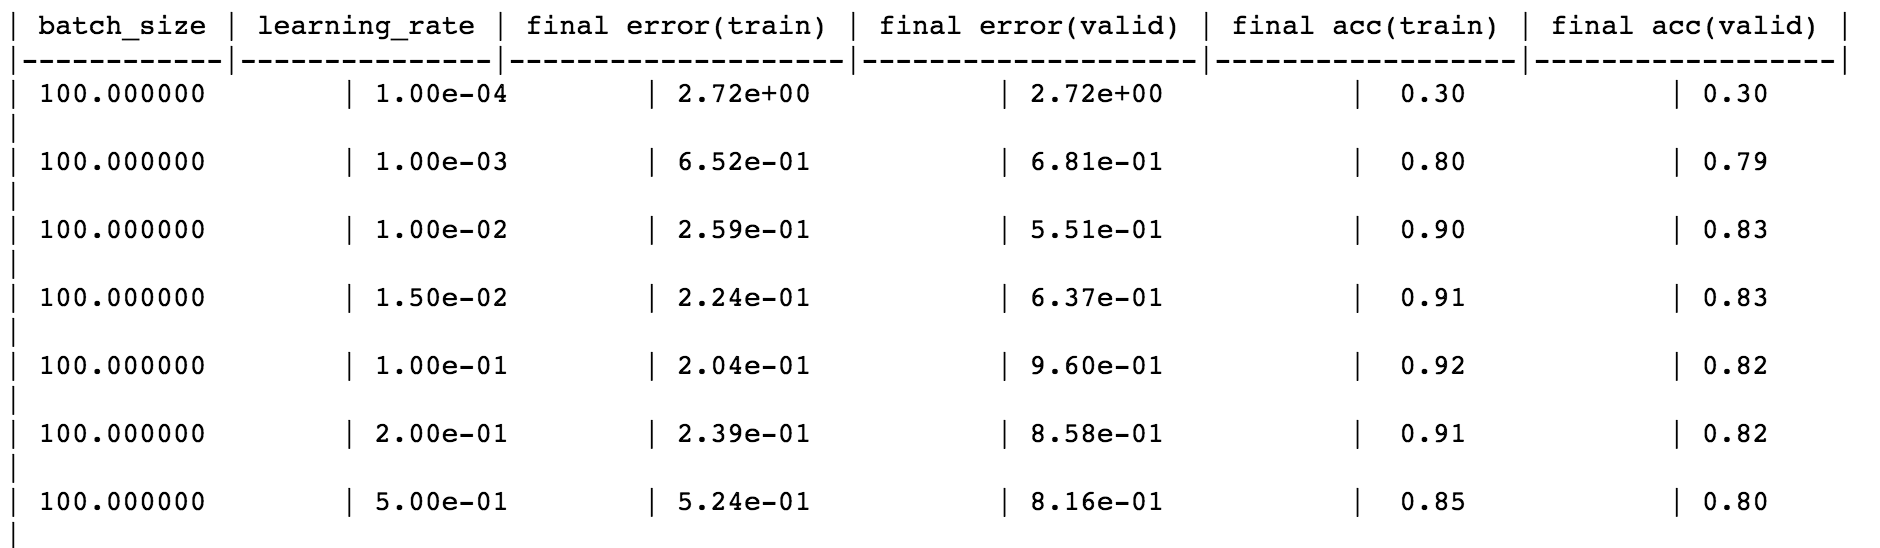 | batch_size | learning_rate | final error(train) | final error(valid) | final acc(train) | final acc(valid) |
|------------|---------------|--------------------|--------------------|------------------|------------------|
| 100.000000        | 1.00e-04        | 2.72e+00           | 2.72e+00           |  0.30            | 0.30
|
| 100.000000        | 1.00e-03        | 6.52e-01           | 6.81e-01           |  0.80            | 0.79
|
| 100.000000        | 1.00e-02        | 2.59e-01           | 5.51e-01           |  0.90            | 0.83
|
| 100.000000        | 1.50e-02        | 2.24e-01           | 6.37e-01           |  0.91            | 0.83
|
| 100.000000        | 1.00e-01        | 2.04e-01           | 9.60e-01           |  0.92            | 0.82
|
| 100.000000        | 2.00e-01        | 2.39e-01           | 8.58e-01           |  0.91            | 0.82
|
| 100.000000        | 5.00e-01        | 5.24e-01           | 8.16e-01           |  0.85            | 0.80
|